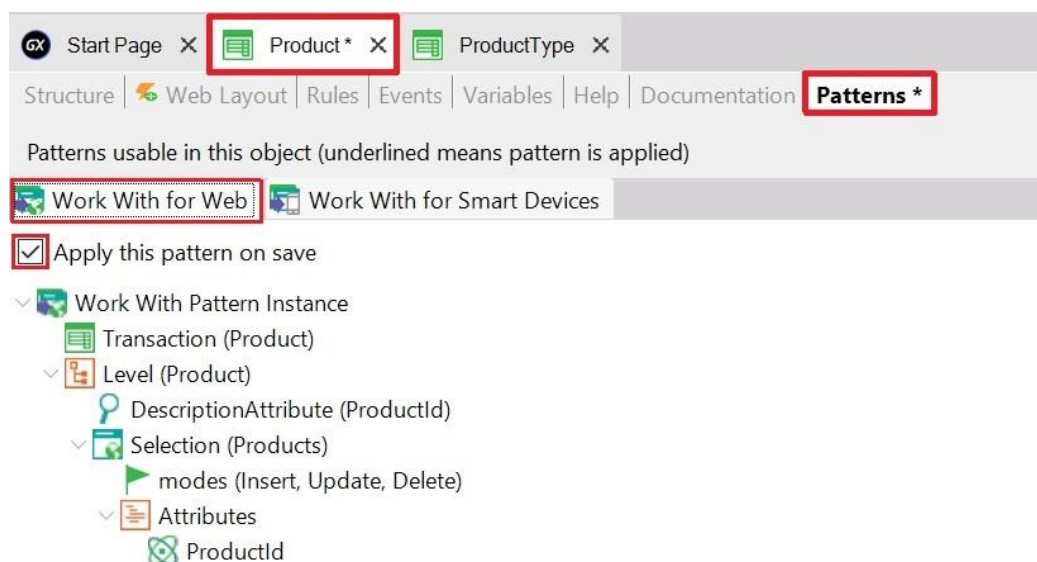 GX Start Page X Product * X ProductType X
Structure | Web Layout | Rules | Events | Variables | Help | Documentation | Patterns *
Patterns usable in this object (underlined means pattern is applied)
Work With for Web Work With for Smart Devices
Apply this pattern on save
Work With Pattern Instance
Transaction (Product)
Level (Product)
DescriptionAttribute (ProductId)
Selection (Products)
modes (Insert, Update, Delete)
Attributes
ProductId